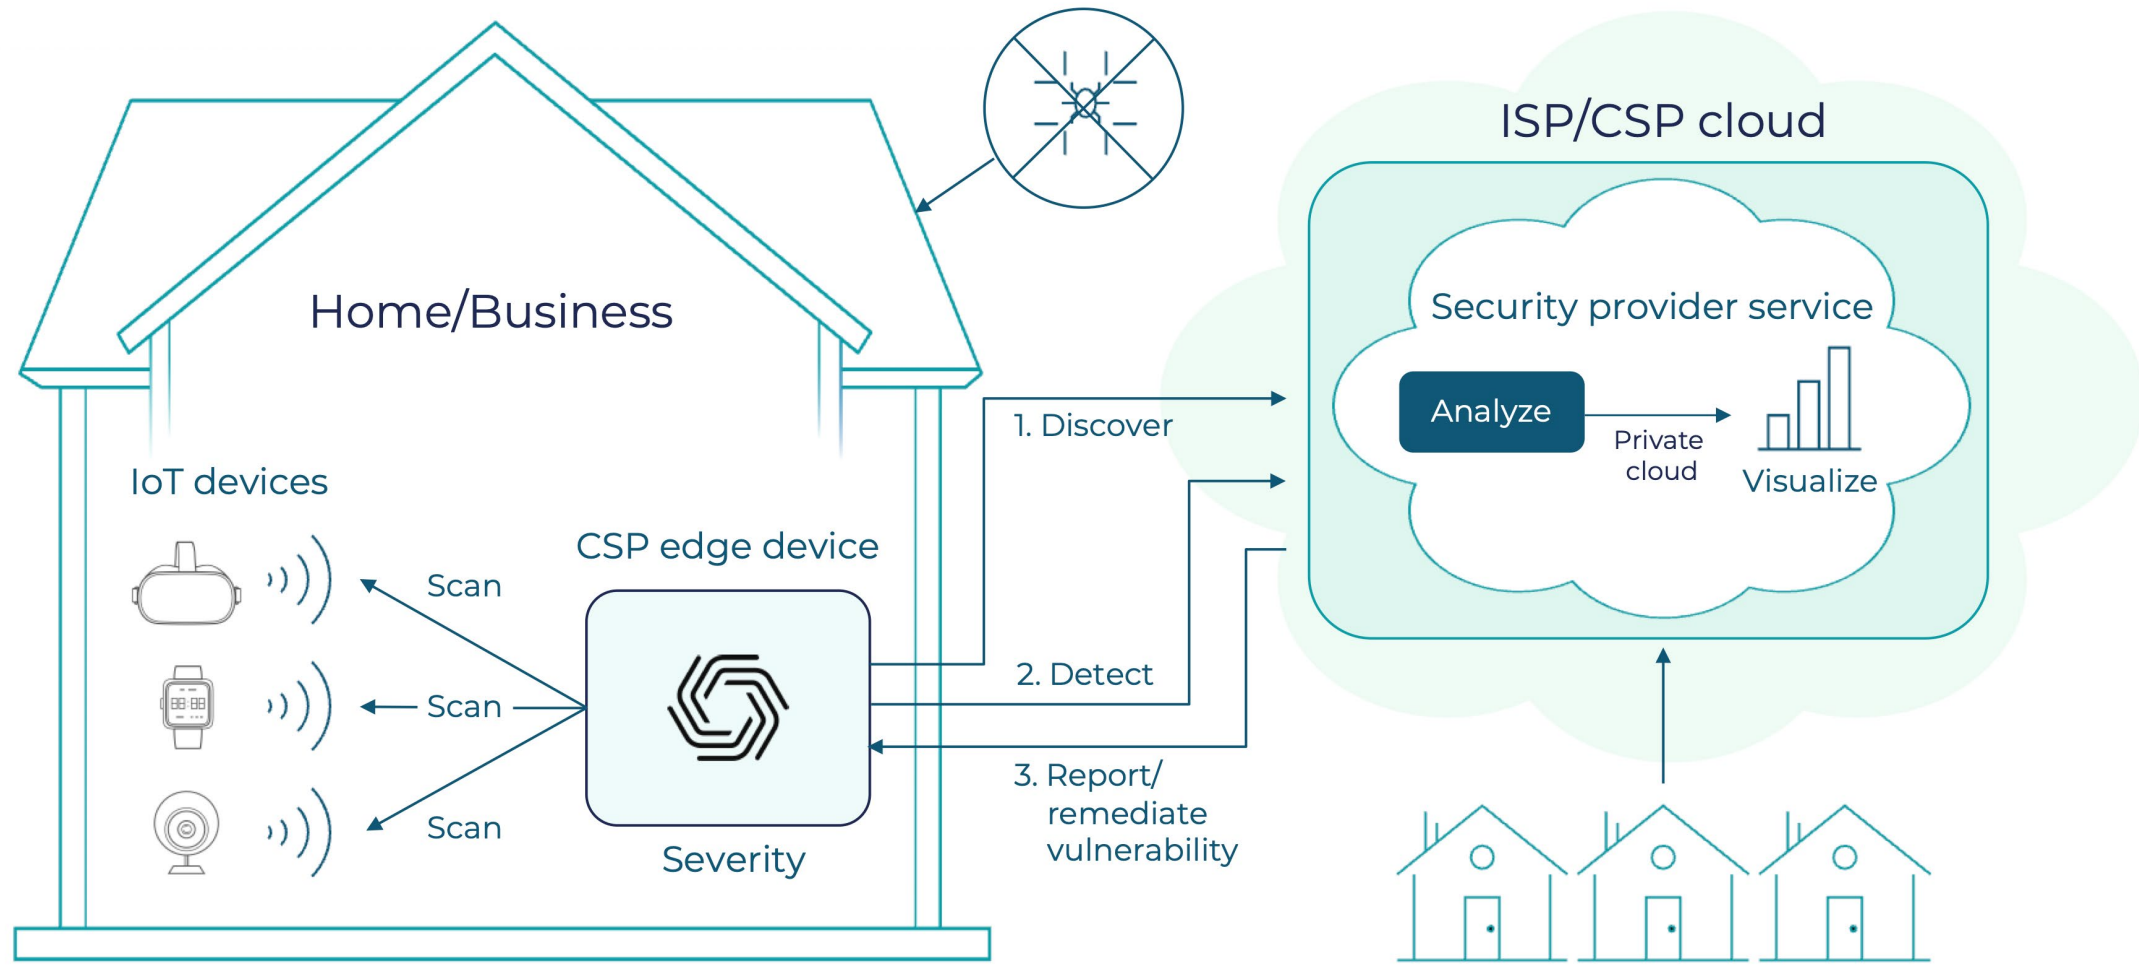 ISP/CSP cloud
Home/Business
Security provider service
Analyze
Private
cloud
Visualize
1. Discover
IoT devices
CSP edge device
Scan
Scan
Scan
2. Detect
3. Report/
remediate
vulnerability
Severity